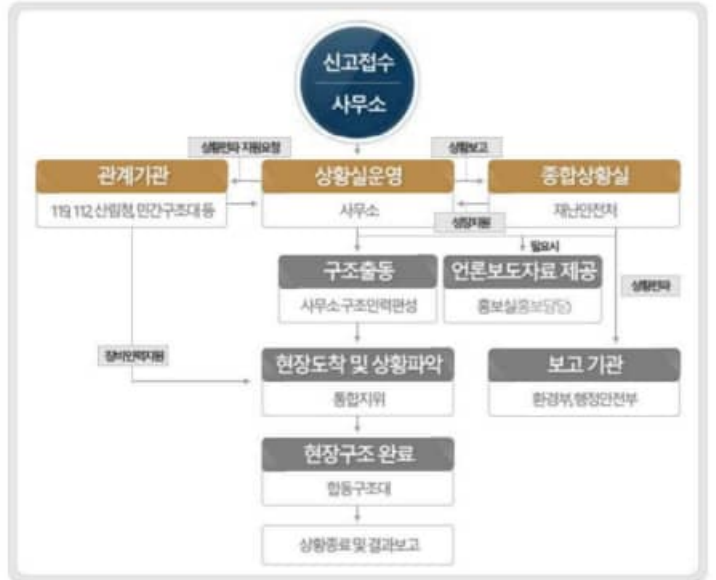 신고접수
사무소
상황전파 지원요청
상황보고
관계기관
상황실운영
종합상황실
119, 112, 산림청, 민간구조대 등
사무소
재난안전처
상황지원
필요시
구조출동
언론보도자료 제공
상황전파
사무소 구조인력편성
홍보실(홍보담당)
장비인력지원
현장도착 및 상황파악
보고 기관
통합지휘
환경부, 행정안전부
현장구조 완료
합동구조대
상황종료 및 결과보고